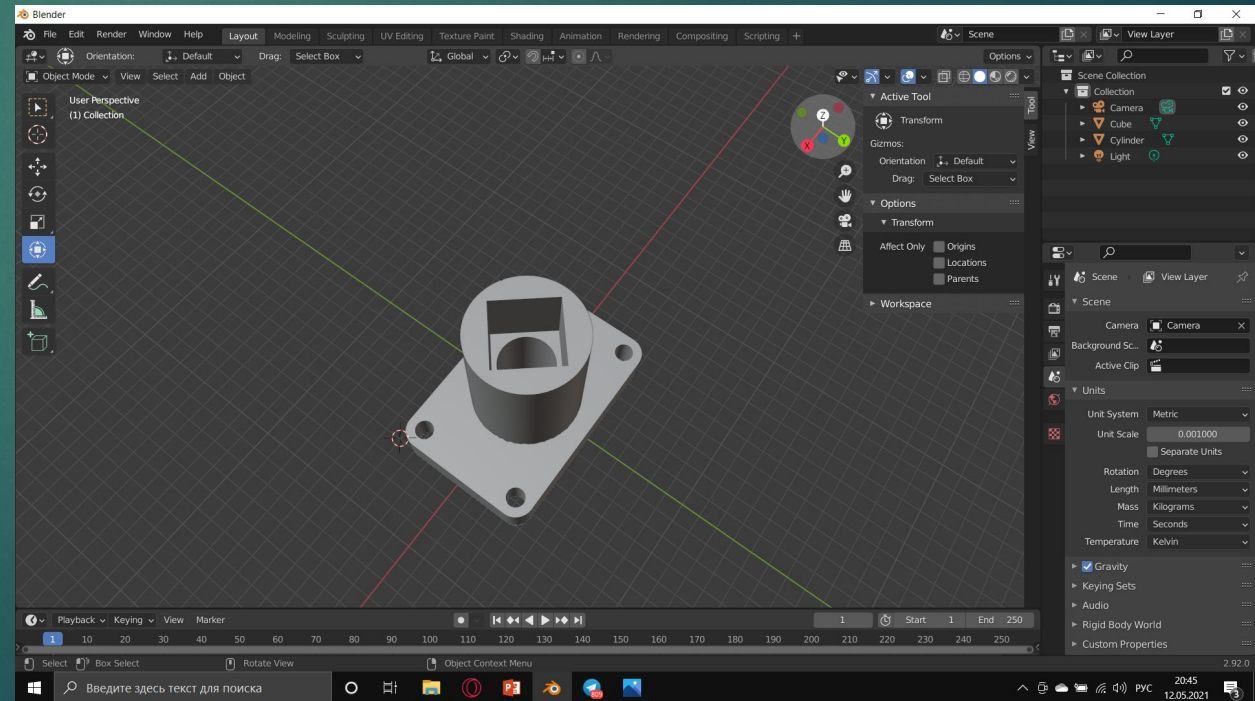 Blender
File Edit Render Window Help Layout Modeling Sculpting UV Editing Texture Paint Shading Animation Rendering Compositing Scripting + Scene View Layer
Orientation: Default Drag: Select Box Global Options
Object Mode View Select Add Object
User Perspective
(1) Collection
Z
X
Y
Active Tool
Transform
Gizmos:
Orientation Default
Drag: Select Box
Options
Transform
Affect Only Origins
Locations
Parents
Workspace
Tool
View
Scene Collection
Collection
Camera
Cube
Cylinder
Light
Scene View Layer
Scene
Camera Camera
Background Sc...
Active Clip
Units
Unit System Metric
Unit Scale 0.001000
Separate Units
Rotation Degrees
Length Millimeters
Mass Kilograms
Time Seconds
Temperature Kelvin
Gravity
Keying Sets
Audio
Rigid Body World
Custom Properties
Playback Keying View Marker 1 Start 1 End 250
1 10 20 30 40 50 60 70 80 90 100 110 120 130 140 150 160 170 180 190 200 210 220 230 240 250
Select Box Select Rotate View Object Context Menu 2.92.0
Введите здесь текст для поиска
809
РУС
20:45
12.05.2021
3